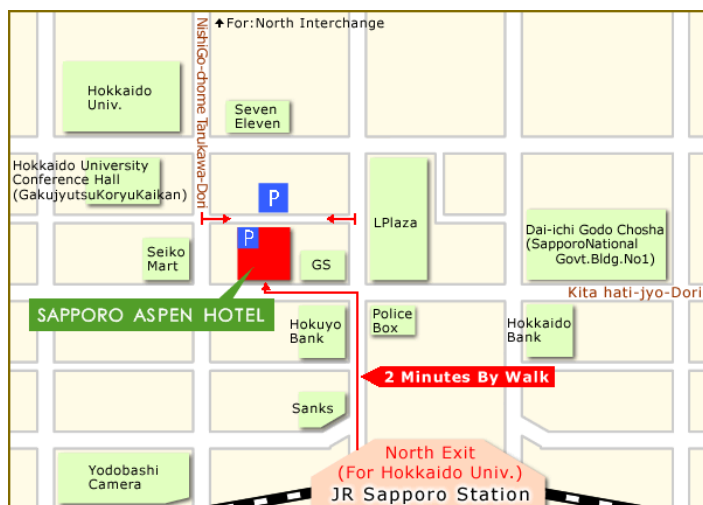 ↑For:North Interchange
NishiGo-chome Tarukawa-Dori
Hokkaido
Univ.
Seven
Eleven
Hokkaido University
Conference Hall
(GakujyutsuKoryuKaikan)
P
LPlaza
Dai-ichi Godo Chosha
(SapporoNational
Govt.Bldg.No1)
P
Seiko
Mart
GS
Kita hati-jyo-Dori
SAPPORO ASPEN HOTEL
Hokuyo
Bank
Police
Box
Hokkaido
Bank
2 Minutes By Walk
Sanks
Yodobashi
Camera
North Exit
(For Hokkaido Univ.)
JR Sapporo Station